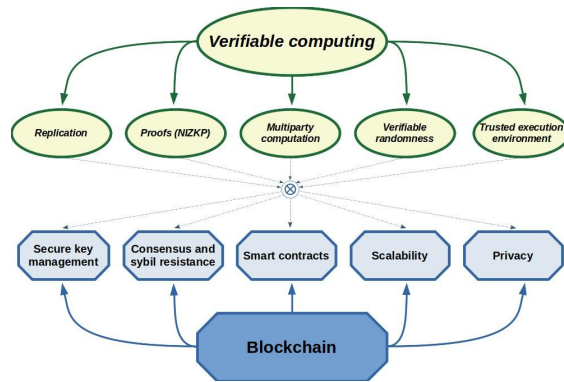 Verifiable computing
Replication
Proofs (NIZKP)
Multiparty
computation
Verifiable
randomness
Trusted execution
environment
Secure key
management
Consensus and
sybil resistance
Smart contracts
Scalability
Privacy
Blockchain